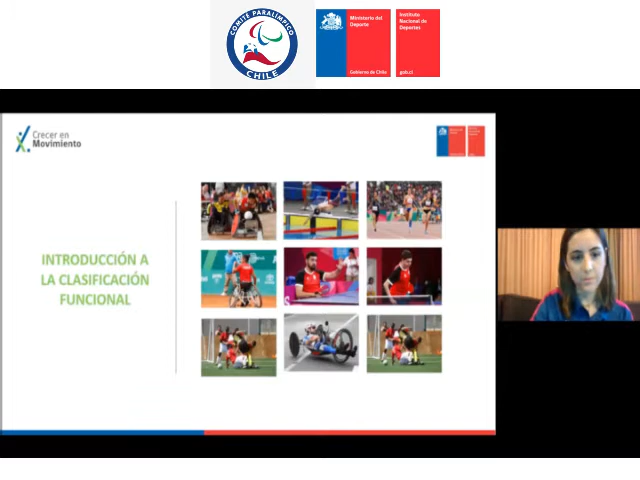 COMITÉ PARALÍMPICO
CHILE
Ministerio del
Deporte
Gobierno de Chile
Instituto
Nacional de
Deportes
gob.cl
Crecer en
Movimiento
INTRODUCCIÓN A
LA CLASIFICACIÓN
FUNCIONAL